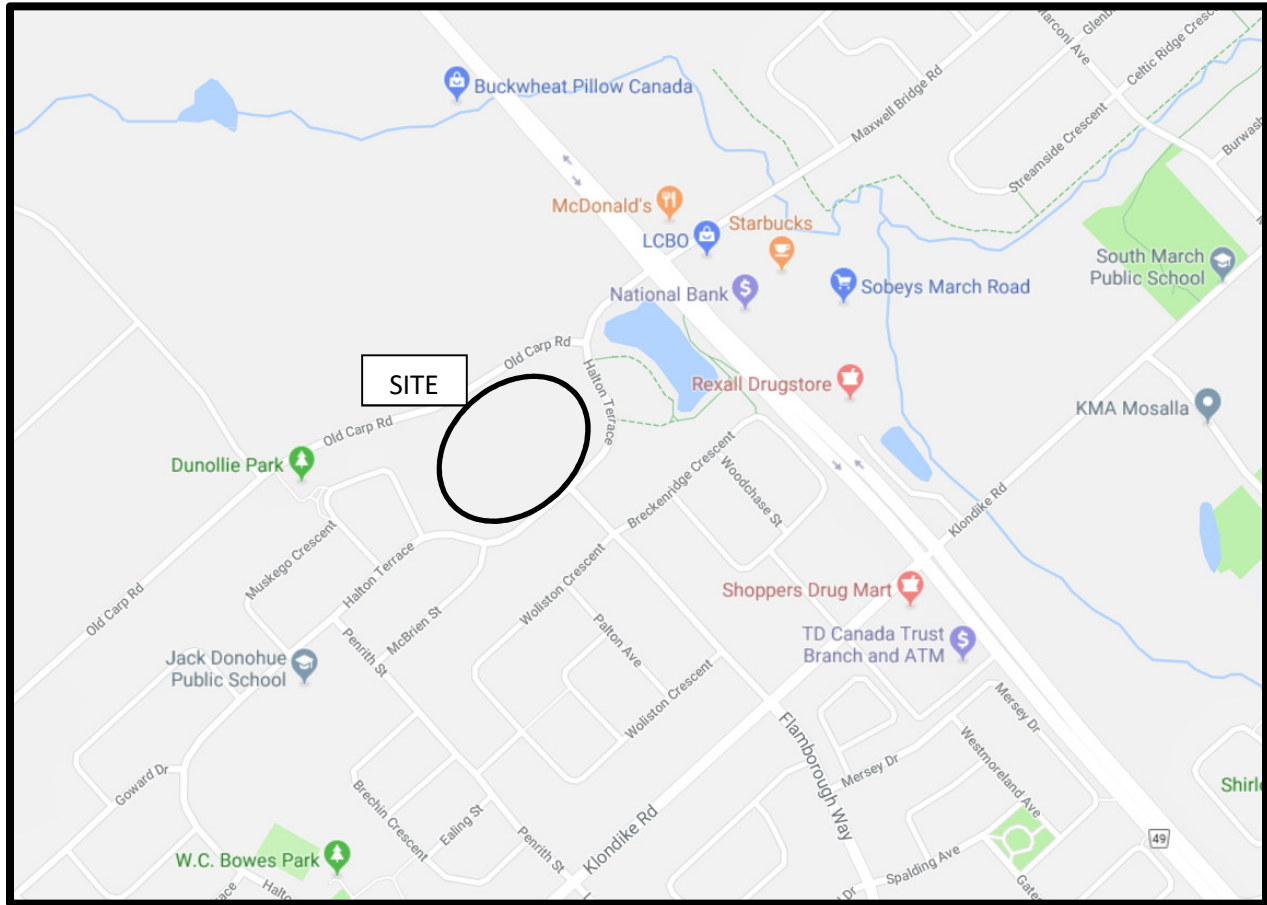 Marconi Ave
Celtic Ridge Cresc
Buckwheat Pillow Canada
Maxwell Bridge Rd
Streamside Crescent
Burwash
McDonald's
Starbucks
LCBO
South March
Public School
National Bank
Sobeys March Road
Old Carp Rd
SITE
Halton Terrace
Rexall Drugstore
KMA Mosalla
Old Carp Rd
Dunollie Park
Breckenridge Crescent
Woodchase St
Klondike Rd
Muskego Crescent
Halton Terrace
Woliston Crescent
Shoppers Drug Mart
Old Carp Rd
McBrien St
Palton Ave
TD Canada Trust
Branch and ATM
Penrith St
Jack Donohue
Public School
Woliston Crescent
Mersey Dr
Flamborough Way
Westmoreland Ave
Mersey Dr
Goward Dr
Brechin Crescent
Ealing St
Shirl
Klondike Rd
Penrith St
49
W.C. Bowes Park
Spalding Ave
Halto
Dr
Gate